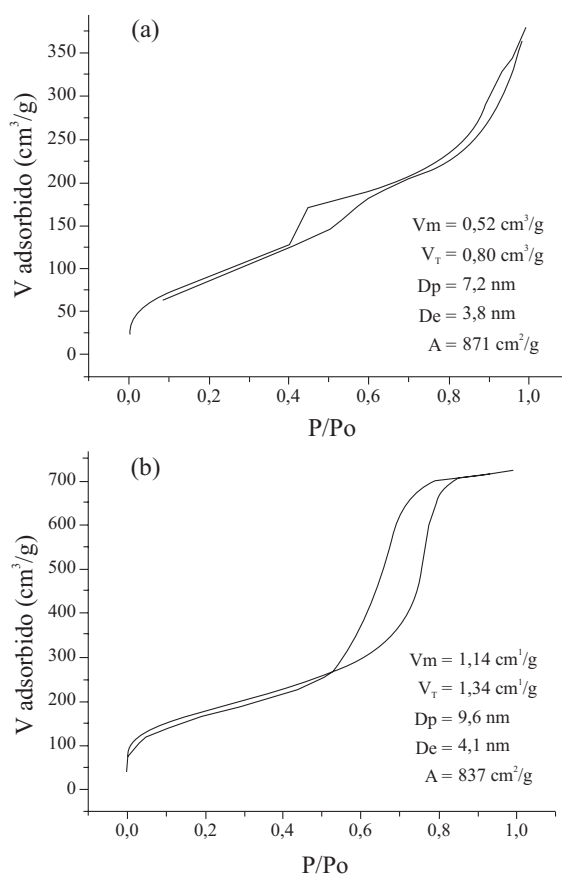 (a)
V adsorbido (cm³/g)
350
300
250
200
150
100
50
0
Vm = 0,52 cm³/g
V_T = 0,80 cm³/g
Dp = 7,2 nm
De = 3,8 nm
A = 871 cm²/g
0,0 0,2 0,4 0,6 0,8 1,0
P/Po
(b)
V adsorbido (cm³/g)
700
600
500
400
300
200
100
0
Vm = 1,14 cm¹/g
V_T = 1,34 cm¹/g
Dp = 9,6 nm
De = 4,1 nm
A = 837 cm²/g
0,0 0,2 0,4 0,6 0,8 1,0
P/Po